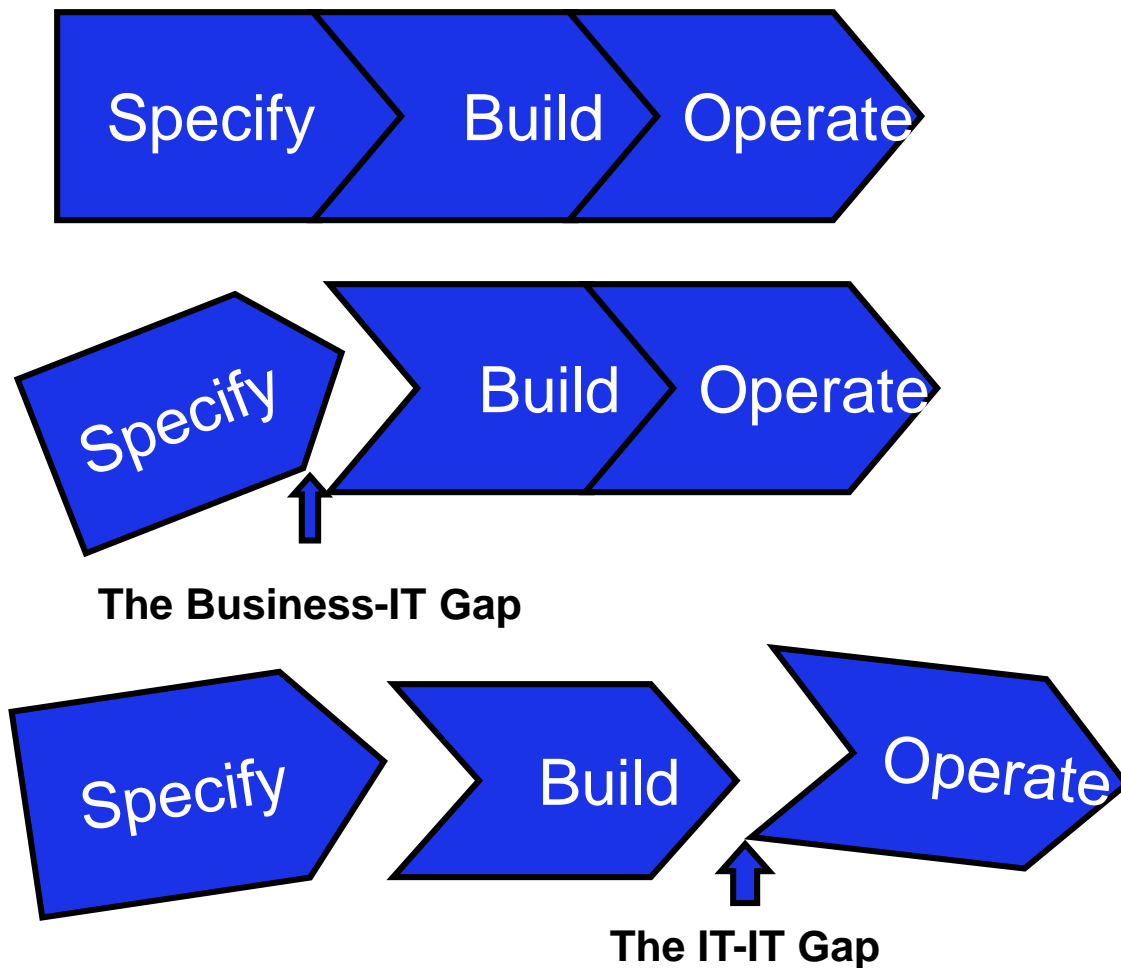 Specify Build Operate
Specify Build Operate
The Business-IT Gap
Specify Build Operate
The IT-IT Gap